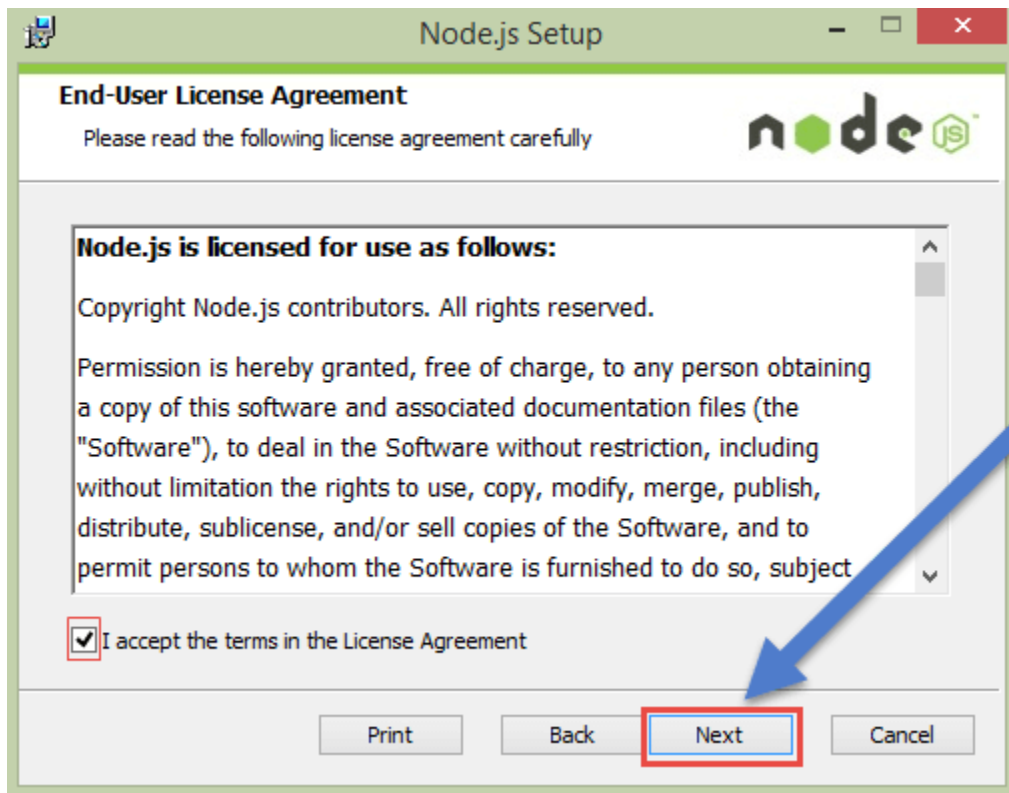 Node.js Setup
End-User License Agreement
Please read the following license agreement carefully
node JS
Node.js is licensed for use as follows:
Copyright Node.js contributors. All rights reserved.
Permission is hereby granted, free of charge, to any person obtaining
a copy of this software and associated documentation files (the
"Software"), to deal in the Software without restriction, including
without limitation the rights to use, copy, modify, merge, publish,
distribute, sublicense, and/or sell copies of the Software, and to
permit persons to whom the Software is furnished to do so, subject
I accept the terms in the License Agreement
Print Back Next Cancel